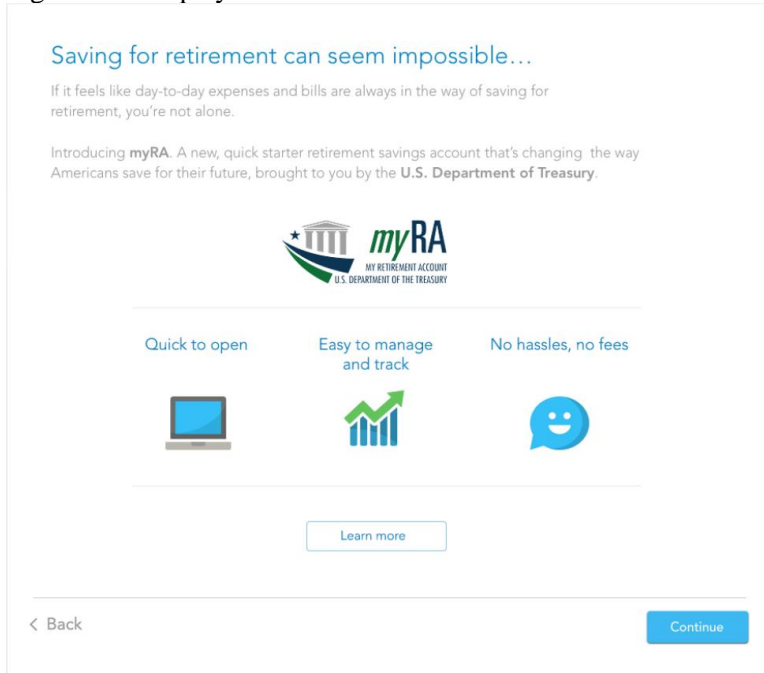 Saving for retirement can seem impossible…
If it feels like day-to-day expenses and bills are always in the way of saving for
retirement, you're not alone.
Introducing myRA. A new, quick starter retirement savings account that's changing the way
Americans save for their future, brought to you by the U.S. Department of Treasury.
myRA
MY RETIREMENT ACCOUNT
U.S. DEPARTMENT OF THE TREASURY
Quick to open
Easy to manage
and track
No hassles, no fees
Learn more
< Back
Continue